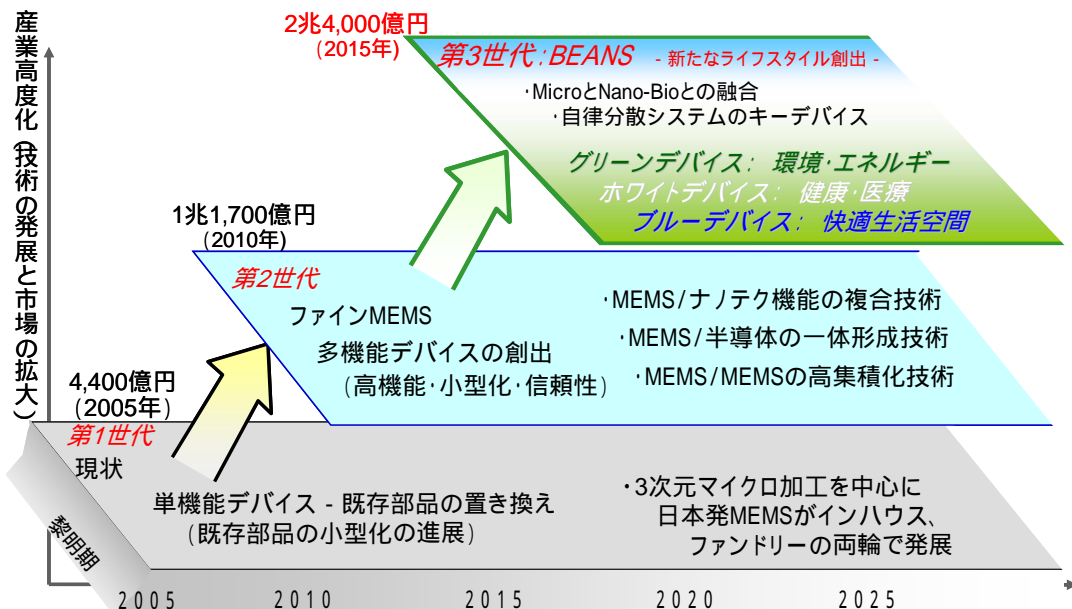 産業高度化（技術の発展と市場の拡大）
2兆4,000億円
(2015年)
第3世代：BEANS - 新たなライフスタイル創出 -
・MicroとNano-Bioとの融合
・自律分散システムのキーデバイス
グリーンデバイス： 環境・エネルギー
ホワイトデバイス： 健康・医療
ブルーデバイス： 快適生活空間
1兆1,700億円
(2010年)
第2世代
ファインMEMS
多機能デバイスの創出
(高機能・小型化・信頼性)
・MEMS/ナノテク機能の複合技術
・MEMS/半導体の一体形成技術
・MEMS/MEMSの高集積化技術
4,400億円
(2005年)
第1世代
現状
単機能デバイス - 既存部品の置き換え
(既存部品の小型化の進展)
・3次元マイクロ加工を中心に
日本発MEMSがインハウス、
ファンドリーの両輪で発展
黎明期
2005 2010 2015 2020 2025